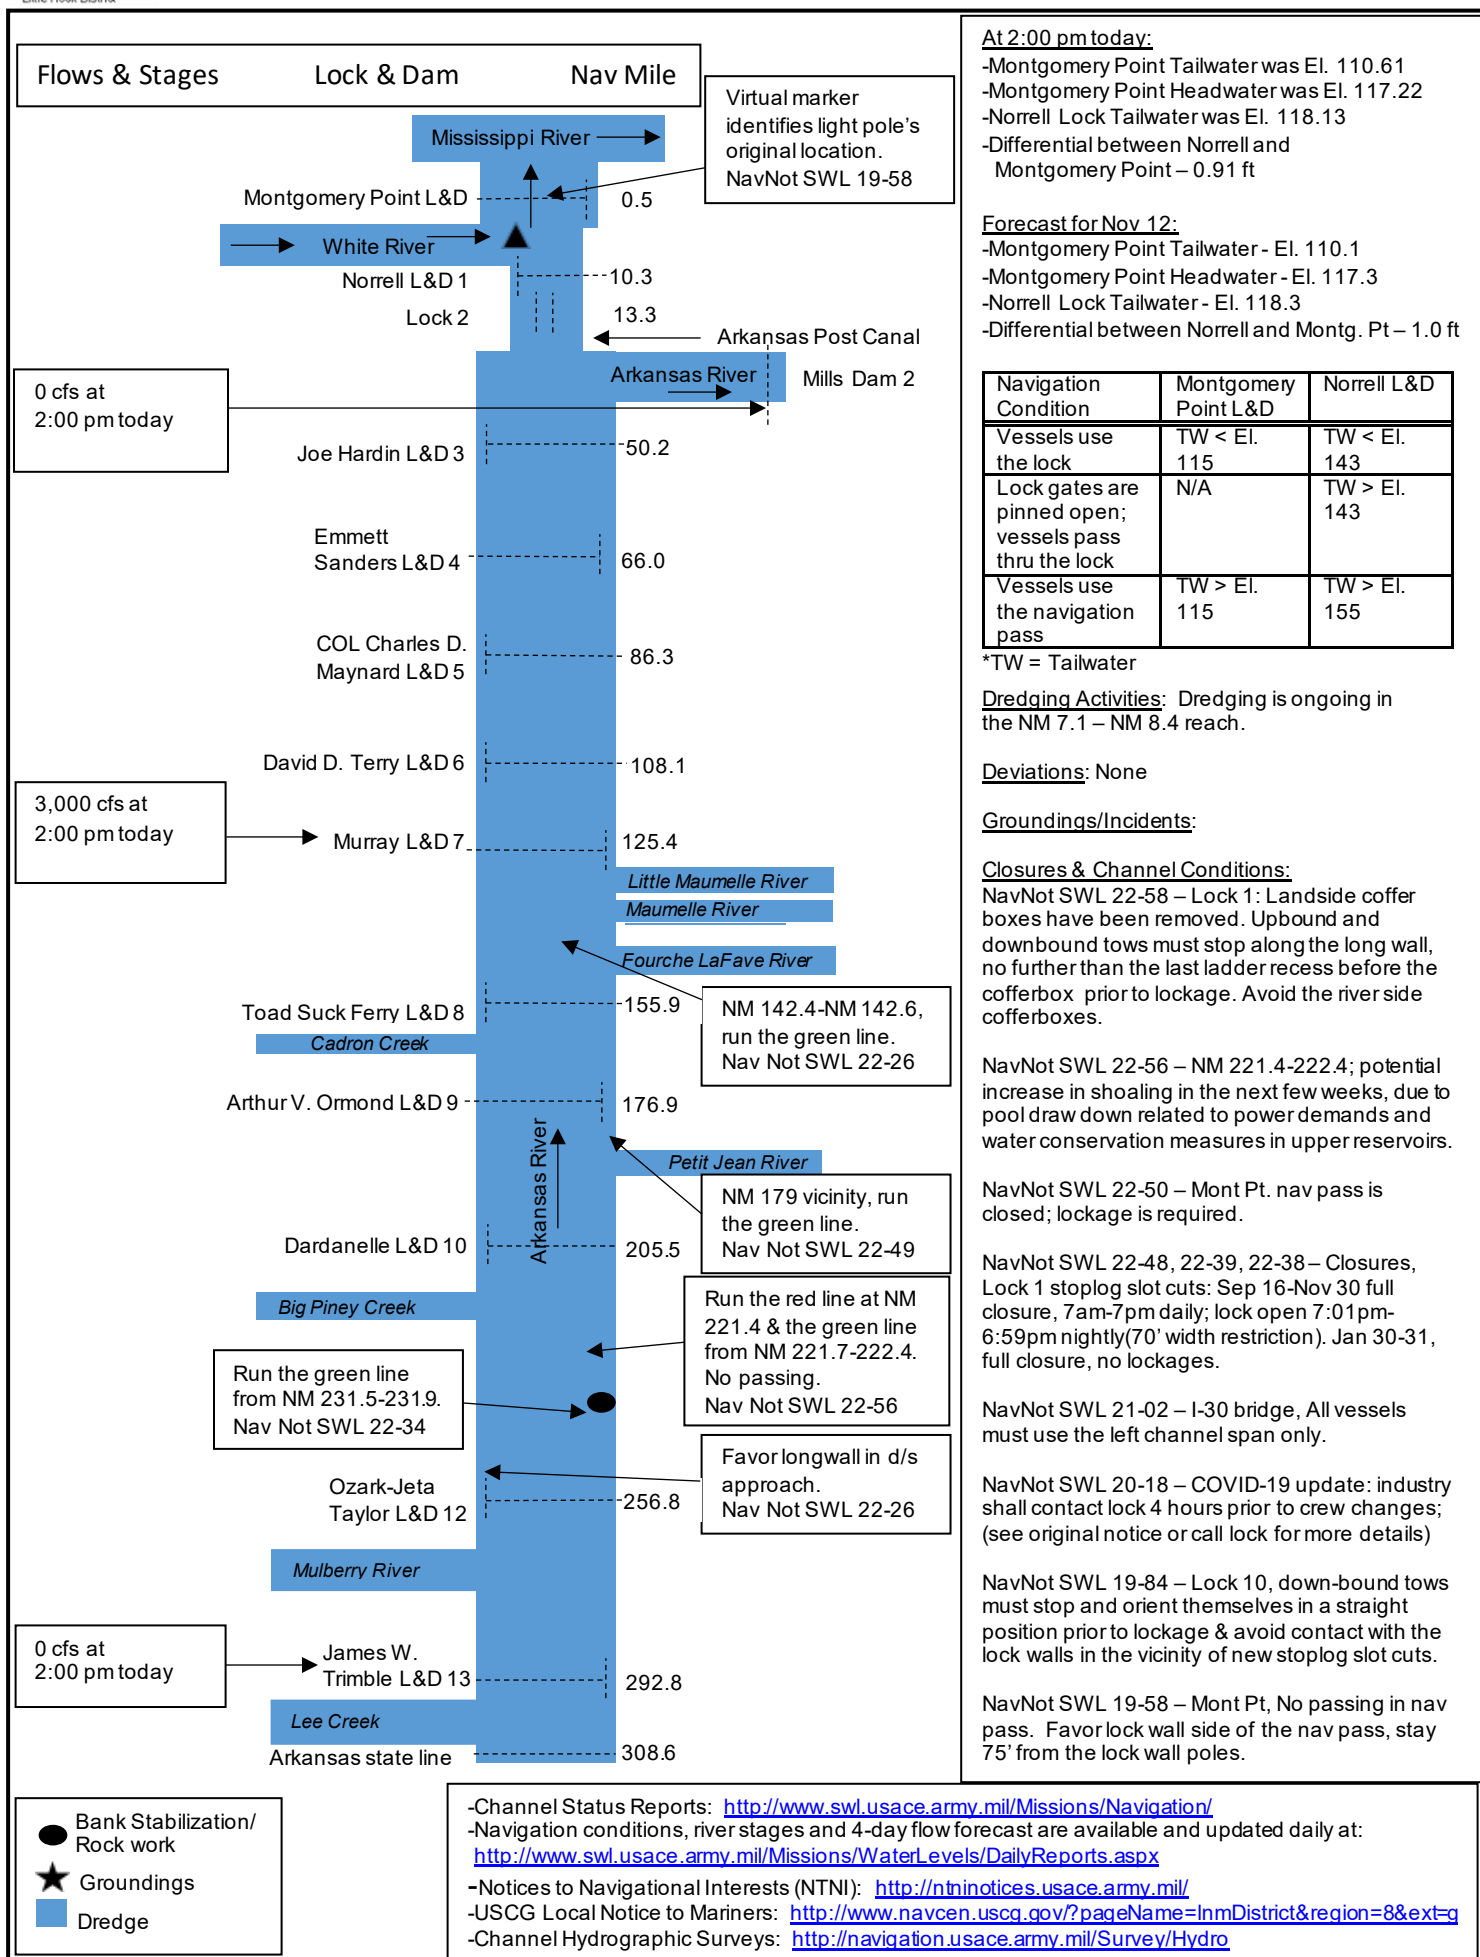 Little Rock District
Flows & Stages
Lock & Dam
Nav Mile
Virtual marker
identifies light pole's
original location.
NavNot SWL 19-58
Mississippi River
Montgomery Point L&D
0.5
White River
Norrell L&D 1
10.3
Lock 2
13.3
Arkansas Post Canal
Arkansas River
Mills Dam 2
0 cfs at
2:00 pm today
Joe Hardin L&D 3
50.2
Emmett
Sanders L&D 4
66.0
COL Charles D.
Maynard L&D 5
86.3
David D. Terry L&D 6
108.1
3,000 cfs at
2:00 pm today
Murray L&D 7
125.4
Little Maumelle River
Maumelle River
Fourche LaFave River
Toad Suck Ferry L&D 8
155.9
NM 142.4-NM 142.6,
run the green line.
Nav Not SWL 22-26
Cadron Creek
Arthur V. Ormond L&D 9
176.9
Arkansas River
Petit Jean River
NM 179 vicinity, run
the green line.
Nav Not SWL 22-49
Dardanelle L&D 10
205.5
Big Piney Creek
Run the red line at NM
221.4 & the green line
from NM 221.7-222.4.
No passing.
Nav Not SWL 22-56
Run the green line
from NM 231.5-231.9.
Nav Not SWL 22-34
Favor longwall in d/s
approach.
Nav Not SWL 22-26
Ozark-Jeta
Taylor L&D 12
256.8
Mulberry River
0 cfs at
2:00 pm today
James W.
Trimble L&D 13
292.8
Lee Creek
Arkansas state line
308.6
At 2:00 pm today:
-Montgomery Point Tailwater was El. 110.61
-Montgomery Point Headwater was El. 117.22
-Norrell Lock Tailwater was El. 118.13
-Differential between Norrell and
Montgomery Point – 0.91 ft
Forecast for Nov 12:
-Montgomery Point Tailwater - El. 110.1
-Montgomery Point Headwater - El. 117.3
-Norrell Lock Tailwater - El. 118.3
-Differential between Norrell and Montg. Pt – 1.0 ft
Navigation
Condition
Montgomery
Point L&D
Norrell L&D
Vessels use
the lock
TW < El.
115
TW < El.
143
Lock gates are
pinned open;
vessels pass
thru the lock
N/A
TW > El.
143
Vessels use
the navigation
pass
TW > El.
115
TW > El.
155
*TW = Tailwater
Dredging Activities: Dredging is ongoing in
the NM 7.1 – NM 8.4 reach.
Deviations: None
Groundings/Incidents:
Closures & Channel Conditions:
NavNot SWL 22-58 – Lock 1: Landside coffer
boxes have been removed. Upbound and
downbound tows must stop along the long wall,
no further than the last ladder recess before the
cofferbox prior to lockage. Avoid the river side
cofferboxes.
NavNot SWL 22-56 – NM 221.4-222.4; potential
increase in shoaling in the next few weeks, due to
pool draw down related to power demands and
water conservation measures in upper reservoirs.
NavNot SWL 22-50 – Mont Pt. nav pass is
closed; lockage is required.
NavNot SWL 22-48, 22-39, 22-38 – Closures,
Lock 1 stoplog slot cuts: Sep 16-Nov 30 full
closure, 7am-7pm daily; lock open 7:01pm-
6:59pm nightly(70' width restriction). Jan 30-31,
full closure, no lockages.
NavNot SWL 21-02 – I-30 bridge, All vessels
must use the left channel span only.
NavNot SWL 20-18 – COVID-19 update: industry
shall contact lock 4 hours prior to crew changes;
(see original notice or call lock for more details)
NavNot SWL 19-84 – Lock 10, down-bound tows
must stop and orient themselves in a straight
position prior to lockage & avoid contact with the
lock walls in the vicinity of new stoplog slot cuts.
NavNot SWL 19-58 – Mont Pt, No passing in nav
pass. Favor lock wall side of the nav pass, stay
75' from the lock wall poles.
Bank Stabilization/
Rock work
Groundings
Dredge
-Channel Status Reports: http://www.swl.usace.army.mil/Missions/Navigation/
-Navigation conditions, river stages and 4-day flow forecast are available and updated daily at:
http://www.swl.usace.army.mil/Missions/WaterLevels/DailyReports.aspx
-Notices to Navigational Interests (NTNI): http://ntninotices.usace.army.mil/
-USCG Local Notice to Mariners: http://www.navcen.uscg.gov/?pageName=lnmDistrict&region=8&ext=g
-Channel Hydrographic Surveys: http://navigation.usace.army.mil/Survey/Hydro